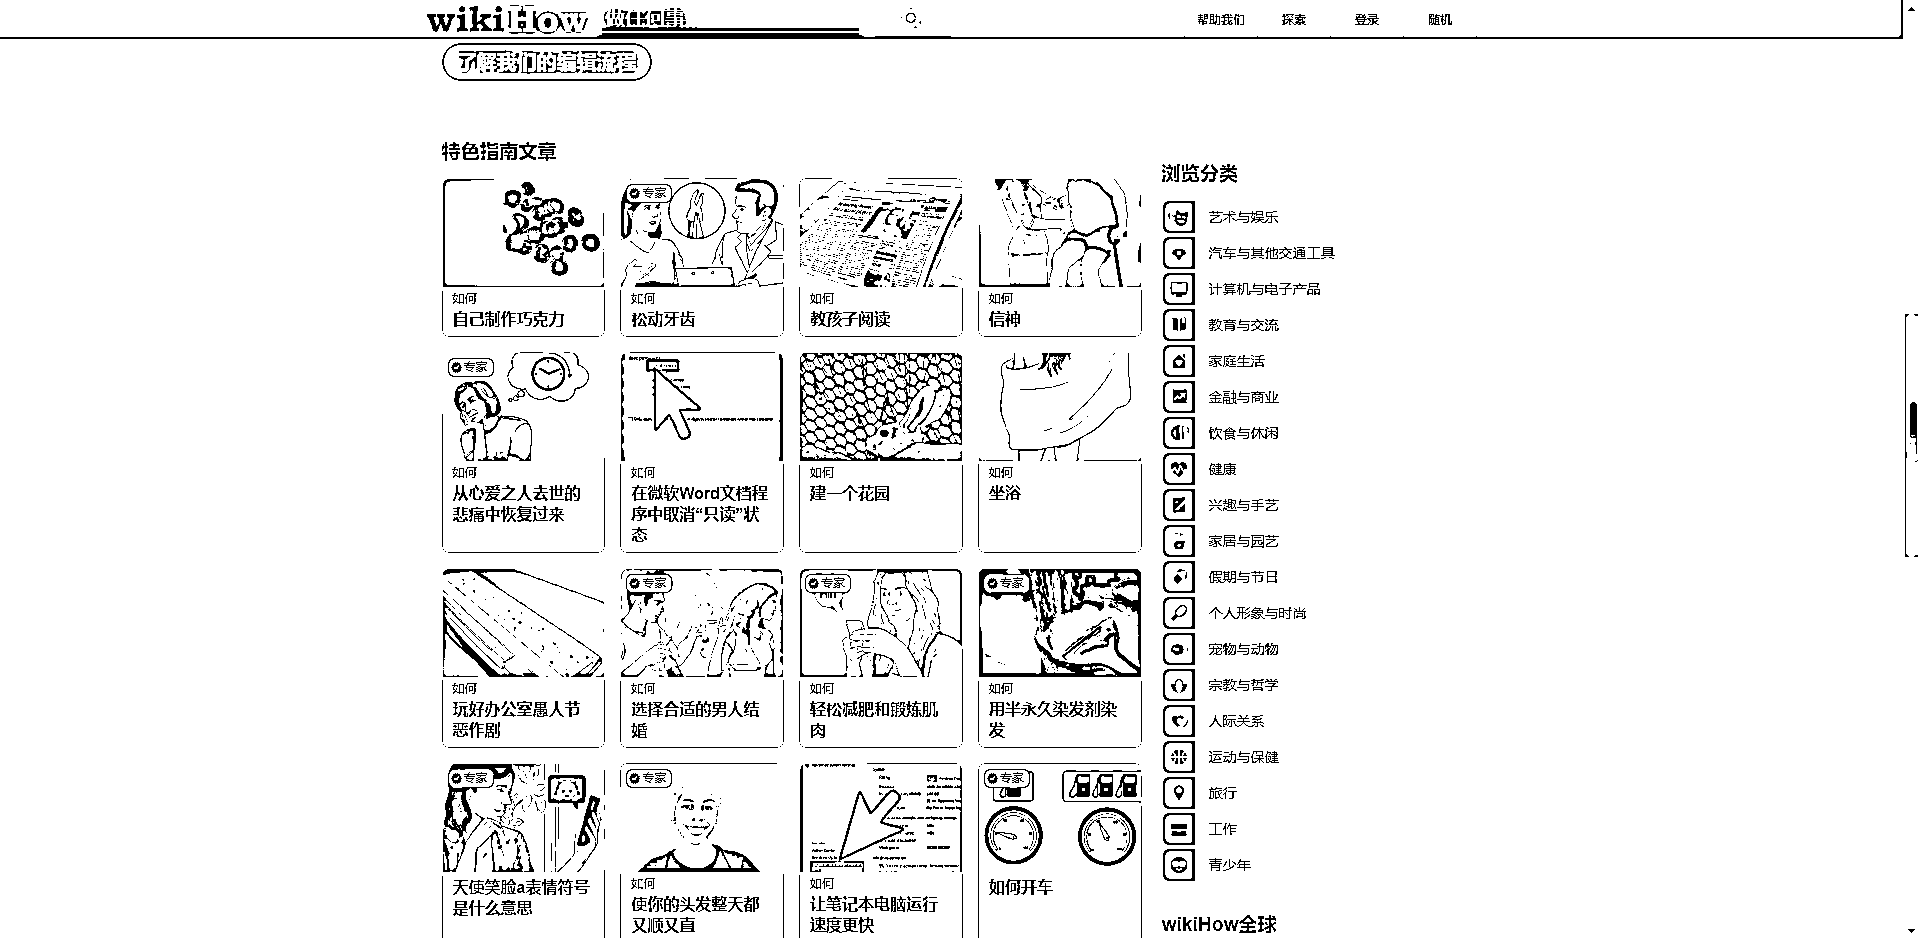 wikiHow 做任何事...
帮助我们
探索
登录
随机
了解我们的编辑流程
特色指南文章
专家
如何
自己制作巧克力
如何
松动牙齿
如何
教孩子阅读
如何
信神
专家
如何
从心爱之人去世的
悲痛中恢复过来
如何
在微软Word文档程
序中取消“只读”状
态
如何
建一个花园
如何
坐浴
专家
专家
专家
如何
玩好办公室愚人节
恶作剧
如何
选择合适的男人结
婚
如何
轻松减肥和锻炼肌
肉
如何
用半永久染发剂染
发
专家
专家
专家
天使笑脸a表情符号
是什么意思
如何
使你的头发整天都
又顺又直
如何
让笔记本电脑运行
速度更快
如何开车
浏览分类
艺术与娱乐
汽车与其他交通工具
计算机与电子产品
教育与交流
家庭生活
金融与商业
饮食与休闲
健康
兴趣与手艺
家居与园艺
假期与节日
个人形象与时尚
宠物与动物
宗教与哲学
人际关系
运动与保健
旅行
工作
青少年
wikiHow全球